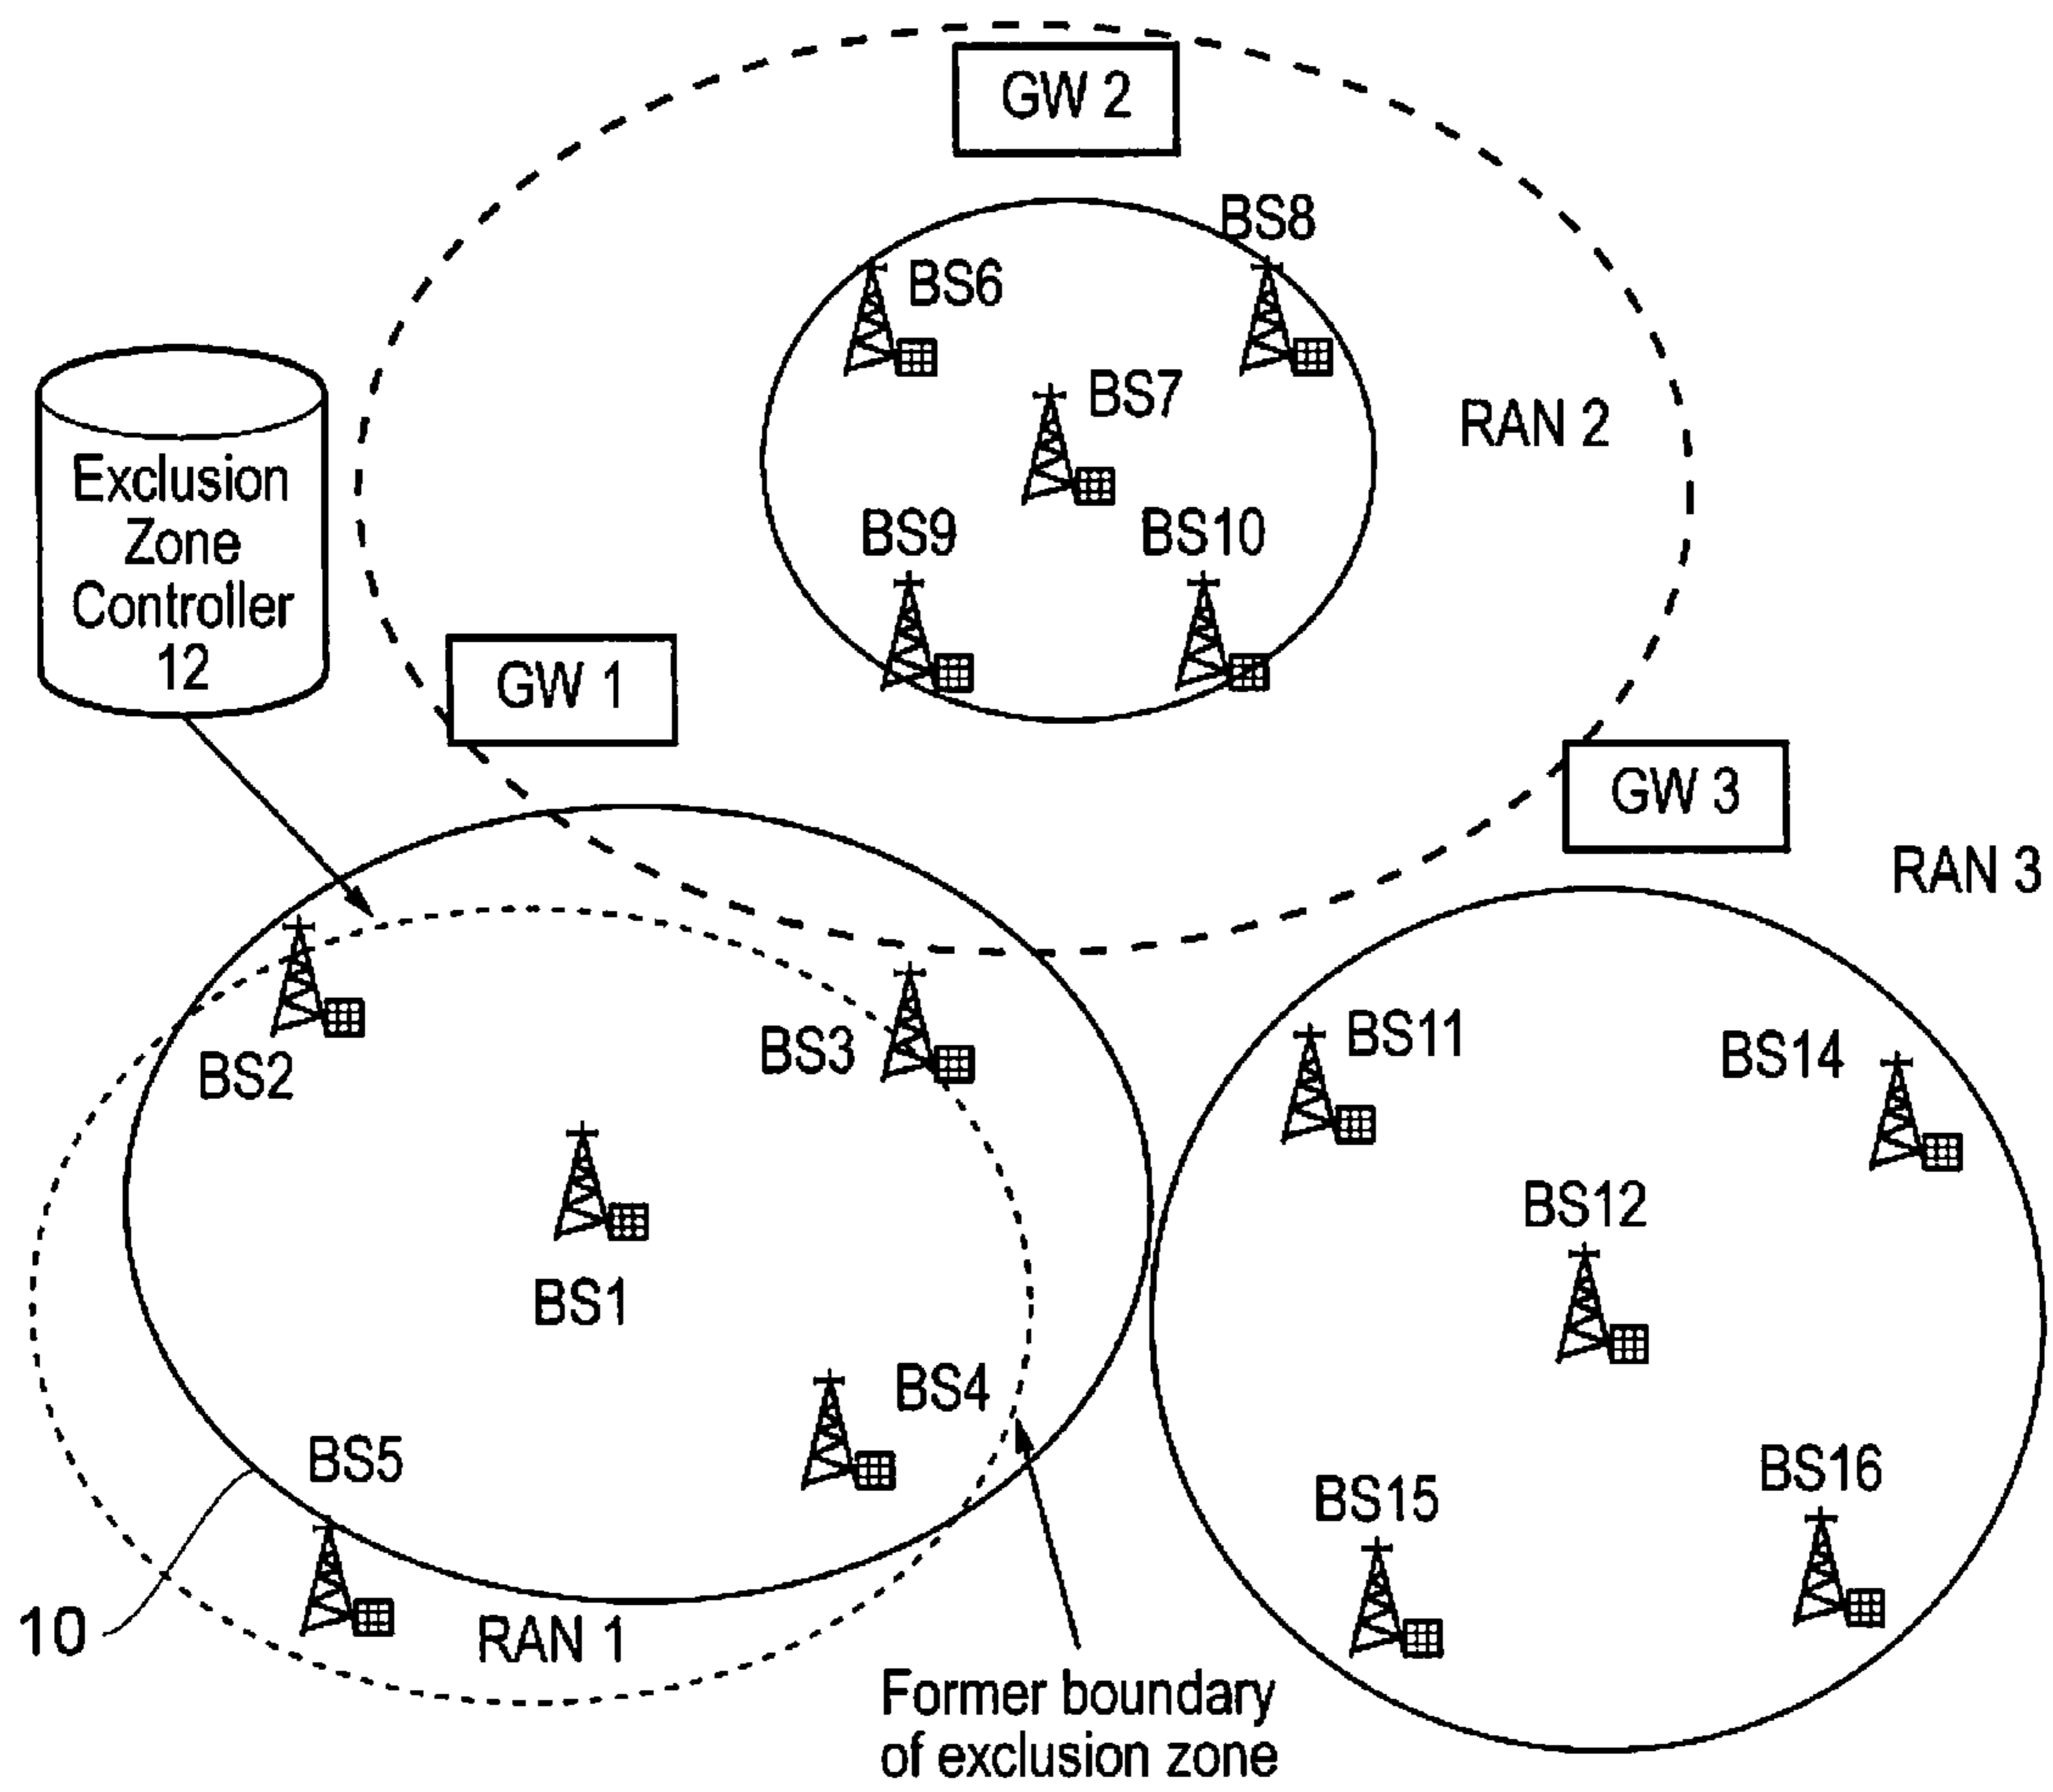 GW 2
BS8
BS6
BS7
RAN 2
Exclusion
Zone
Controller
12
BS9
BS10
GW 1
GW 3
RAN 3
BS2
BS3
BS11
BS14
BS12
BS1
BS4
BS5
BS15
BS16
10
RAN 1
Former boundary
of exclusion zone